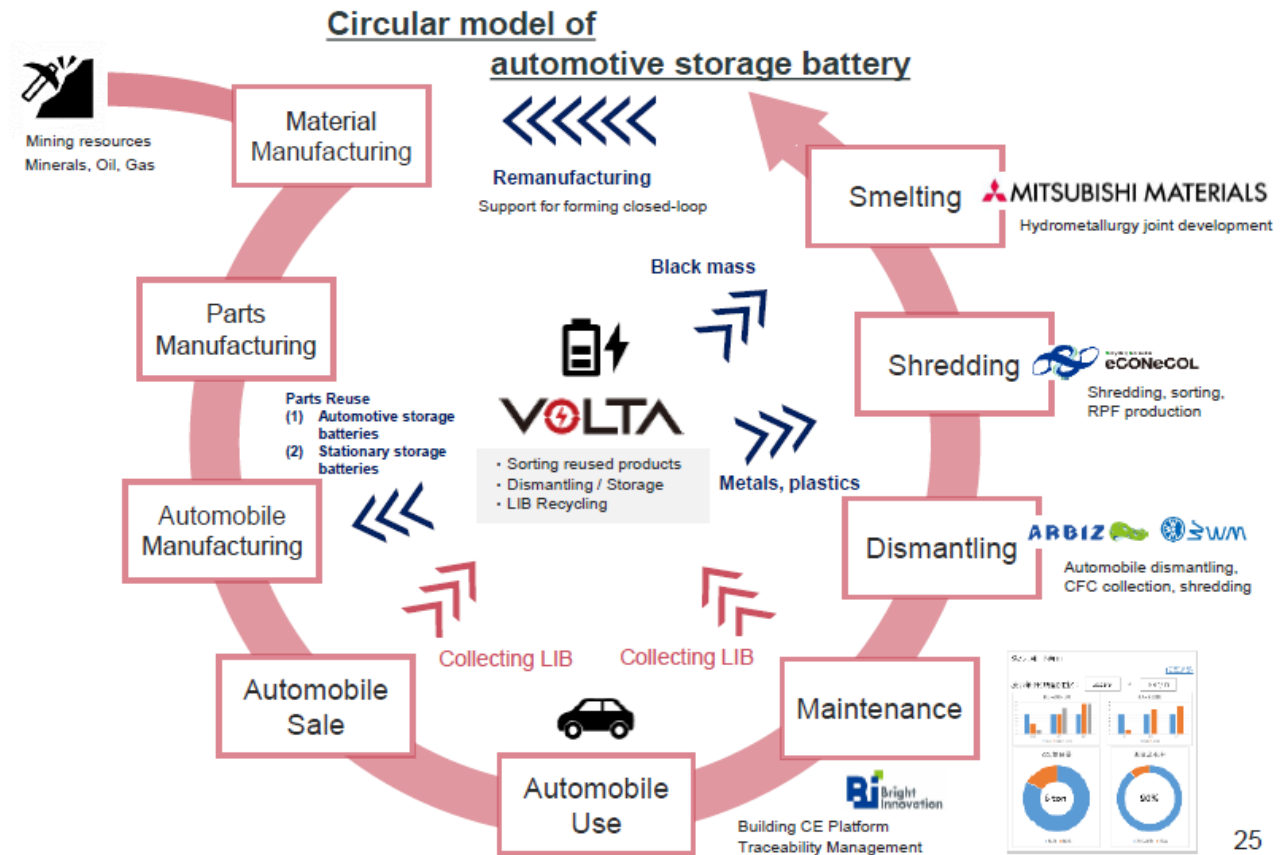 Circular model of
automotive storage battery
Mining resources
Minerals, Oil, Gas
Material
Manufacturing
Remanufacturing
Support for forming closed-loop
Smelting
MITSUBISHI MATERIALS
Hydrometallurgy joint development
Black mass
Parts
Manufacturing
Shredding
eCONeCOL
Shredding, sorting,
RPF production
Parts Reuse
(1) Automotive storage
batteries
(2) Stationary storage
batteries
VOLTA
・Sorting reused products
・Dismantling / Storage
・LIB Recycling
Metals, plastics
Automobile
Manufacturing
Dismantling
ARBIZ
Automobile dismantling,
CFC collection, shredding
Collecting LIB
Collecting LIB
Automobile
Sale
Maintenance
Automobile
Use
Bright
Innovation
Building CE Platform
Traceability Management
6 ton
90%
25